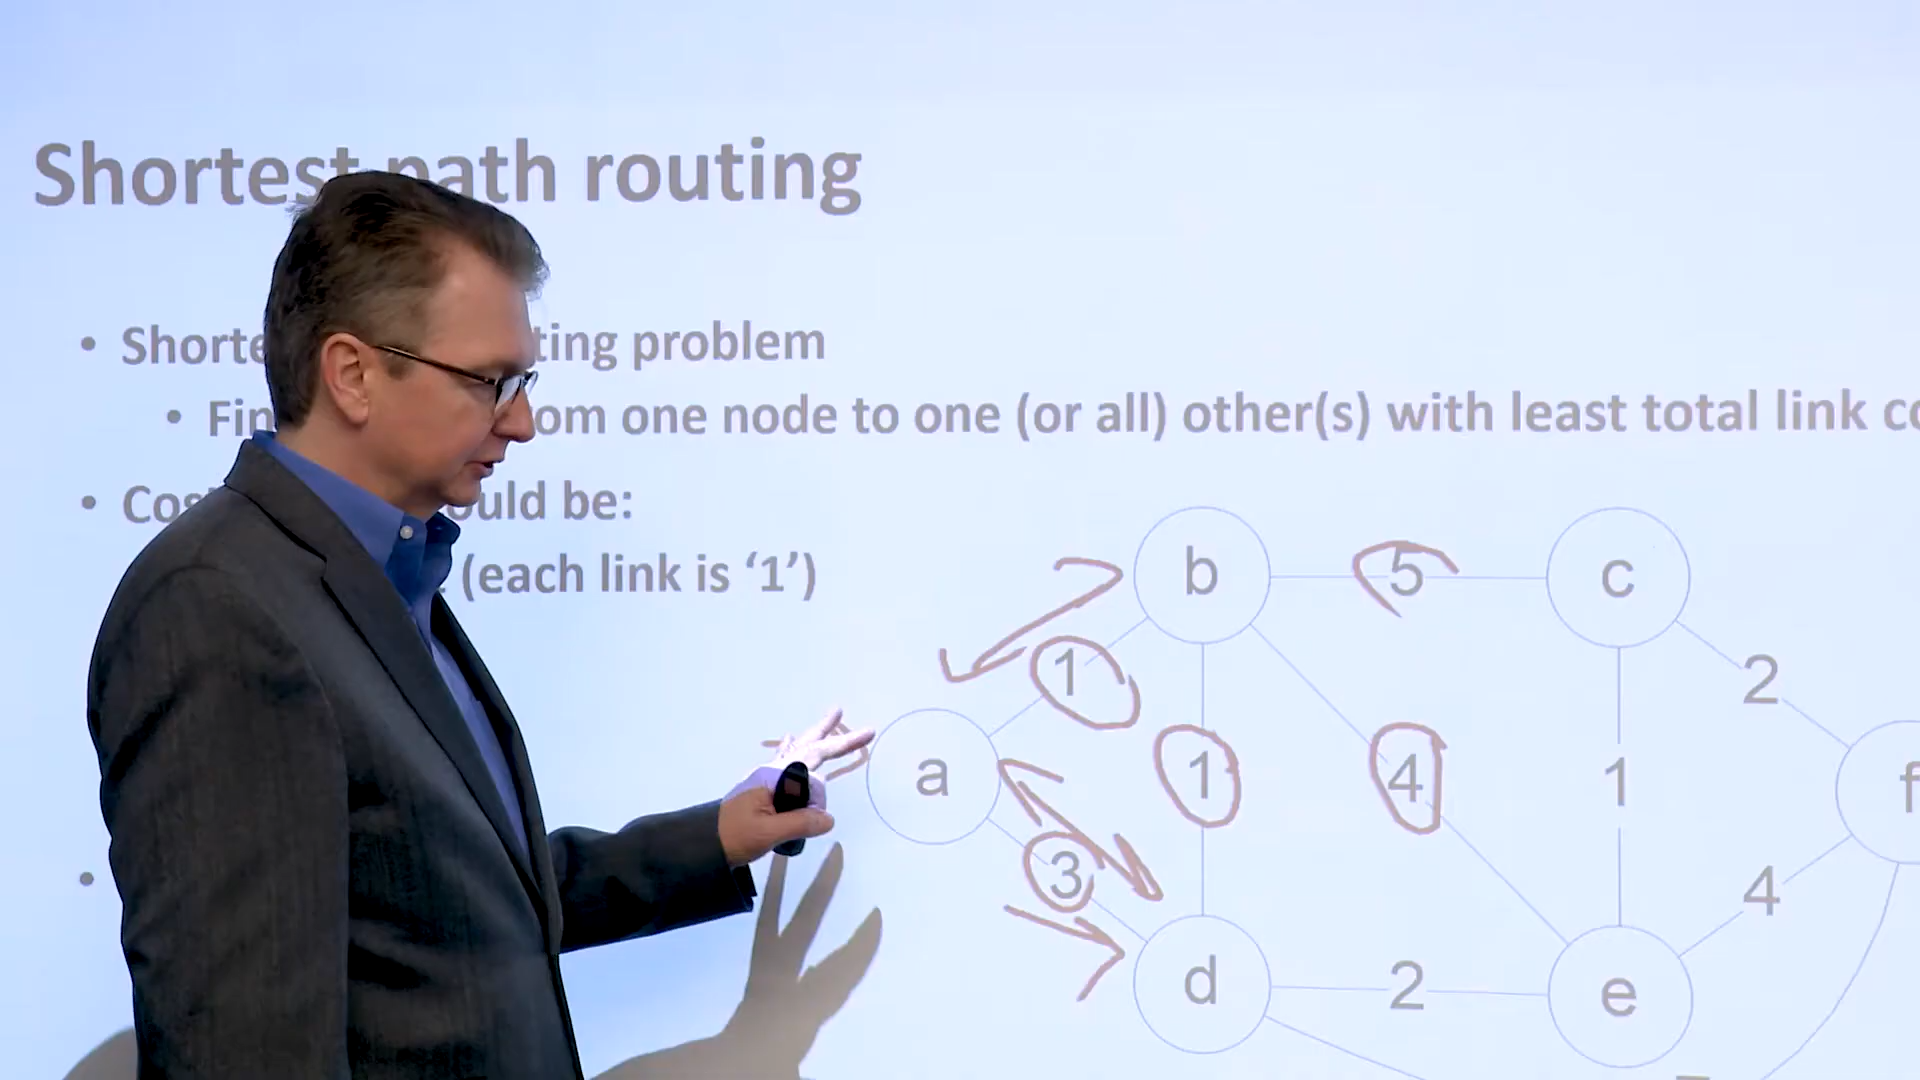 Shortest path routing
• Shorte ting problem
• Fin om one node to one (or all) other(s) with least total link co
• Cos ould be:
(each link is ‘1’)
•
b 5 c
1 2
a 1 4 1 f
3 4
d 2 e